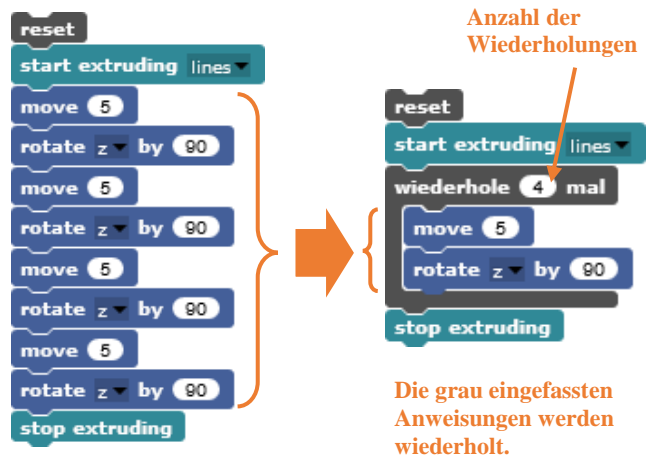 reset
start extruding lines
move 5
rotate z by 90
move 5
rotate z by 90
move 5
rotate z by 90
move 5
rotate z by 90
stop extruding
Anzahl der
Wiederholungen
reset
start extruding lines
wiederhole 4 mal
move 5
rotate z by 90
stop extruding
Die grau eingefassten
Anweisungen werden
wiederholt.